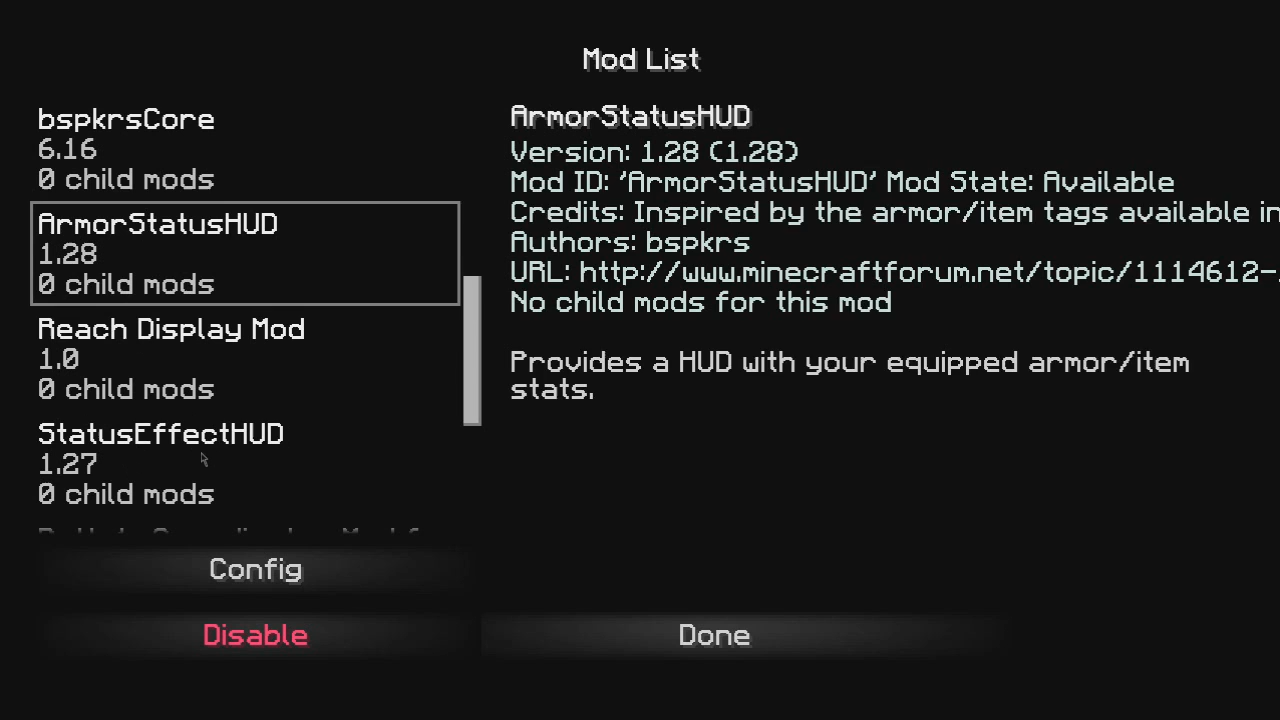 Mod List
bspkrsCore
6.16
0 child mods
ArmorStatusHUD
1.28
0 child mods
Reach Display Mod
1.0
0 child mods
StatusEffectHUD
1.27
0 child mods
Config
Disable
ArmorStatusHUD
Version: 1.28 (1.28)
Mod ID: 'ArmorStatusHUD' Mod State: Available
Credits: Inspired by the armor/item tags available in
Authors: bspkrs
URL: http://www.minecraftforum.net/topic/1114612-
No child mods for this mod
Provides a HUD with your equipped armor/item
stats.
Done